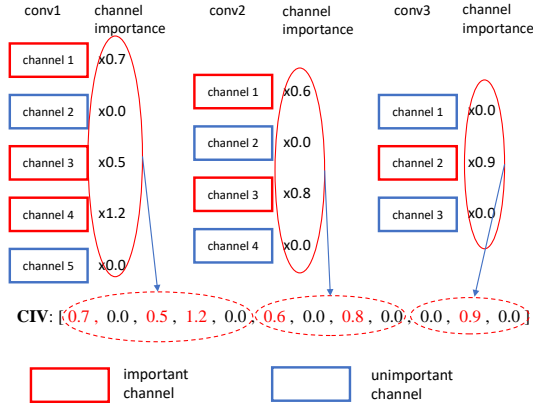 conv1 channel importance conv2 channel importance conv3 channel importance
channel 1 x0.7
channel 2 x0.0
channel 3 x0.5
channel 4 x1.2
channel 5 x0.0
channel 1 x0.6
channel 2 x0.0
channel 3 x0.8
channel 4 x0.0
channel 1 x0.0
channel 2 x0.9
channel 3 x0.0
CIV: [0.7, 0.0, 0.5, 1.2, 0.0, 0.6, 0.0, 0.8, 0.0, 0.0, 0.9, 0.0]
important channel
unimportant channel